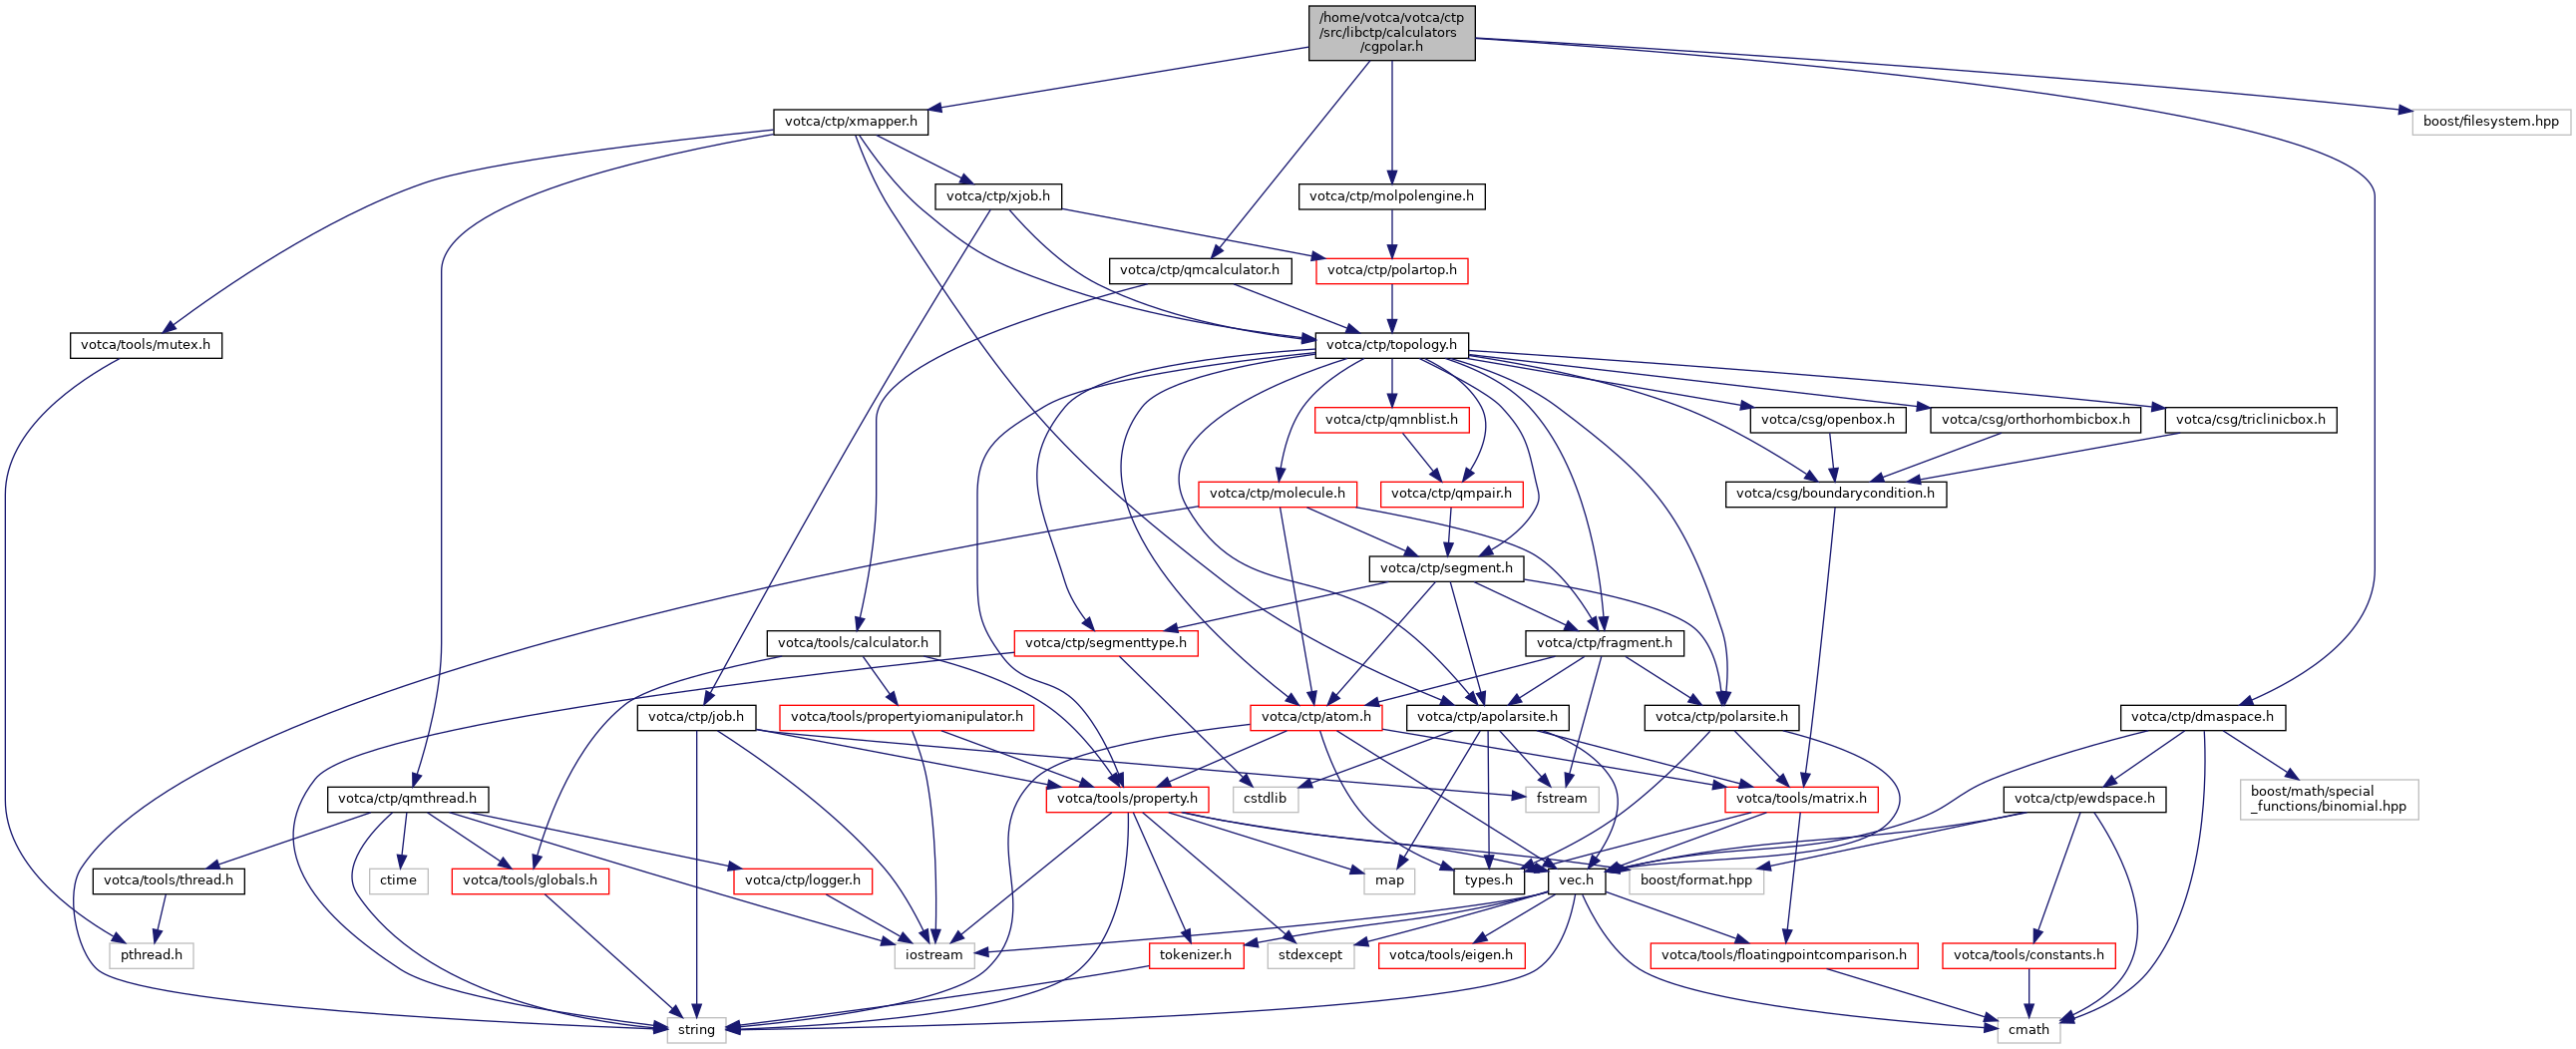 /home/votca/votca/ctp
/src/libctp/calculators
/cgpolar.h
votca/ctp/xmapper.h
boost/filesystem.hpp
votca/ctp/xjob.h
votca/ctp/molpolengine.h
votca/ctp/qmcalculator.h
votca/ctp/polartop.h
votca/tools/mutex.h
votca/ctp/topology.h
votca/ctp/qmnblist.h
votca/csg/openbox.h
votca/csg/orthorhombicbox.h
votca/csg/triclinicbox.h
votca/ctp/molecule.h
votca/ctp/qmpair.h
votca/csg/boundarycondition.h
votca/ctp/segment.h
votca/tools/calculator.h
votca/ctp/segmenttype.h
votca/ctp/fragment.h
votca/ctp/job.h
votca/tools/propertyiomanipulator.h
votca/ctp/atom.h
votca/ctp/apolarsite.h
votca/ctp/polarsite.h
votca/ctp/dmaspace.h
votca/ctp/qmthread.h
votca/tools/property.h
cstdlib
fstream
votca/tools/matrix.h
votca/ctp/ewdspace.h
boost/math/special
_functions/binomial.hpp
votca/tools/thread.h
ctime
votca/tools/globals.h
votca/ctp/logger.h
map
types.h
vec.h
boost/format.hpp
pthread.h
iostream
tokenizer.h
stdexcept
votca/tools/eigen.h
votca/tools/floatingpointcomparison.h
votca/tools/constants.h
string
cmath